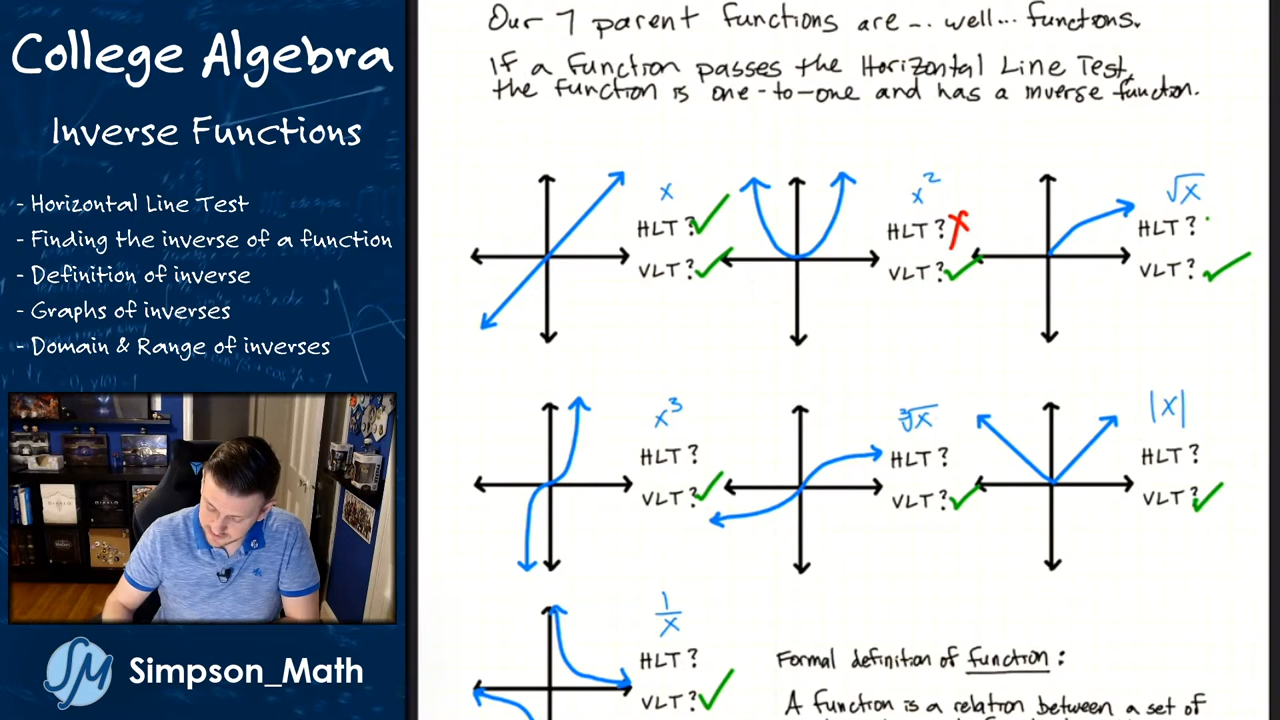 College Algebra
Inverse Functions
- Horizontal Line Test
- Finding the inverse of a function
- Definition of inverse
- Graphs of inverses
- Domain & Range of inverses
SM Simpson_Math
Our 7 parent functions are ... well... functions.
If a function passes the Horizontal Line Test,
the function is one-to-one and has a inverse function.
x
HLT? ✓
VLT? ✓
x²
HLT? ✗
VLT? ✓
√x
HLT?
VLT? ✓
x³
HLT?
VLT? ✓
∛x
HLT?
VLT? ✓
|x|
HLT?
VLT? ✓
1/x
HLT?
VLT? ✓
Formal definition of function:
A function is a relation between a set of